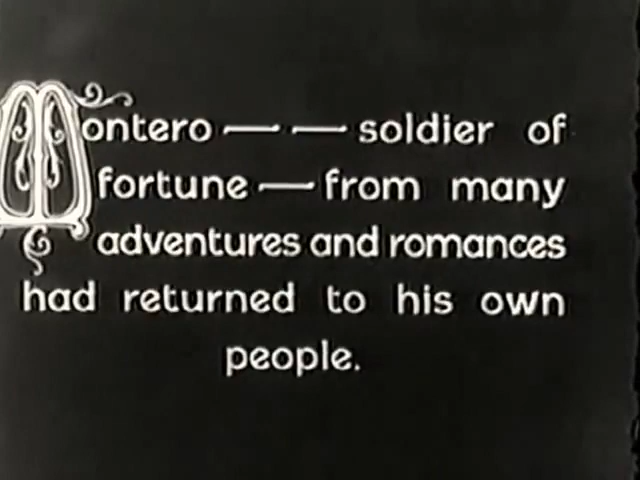 Montero — — soldier of
fortune — from many
adventures and romances
had returned to his own
people.